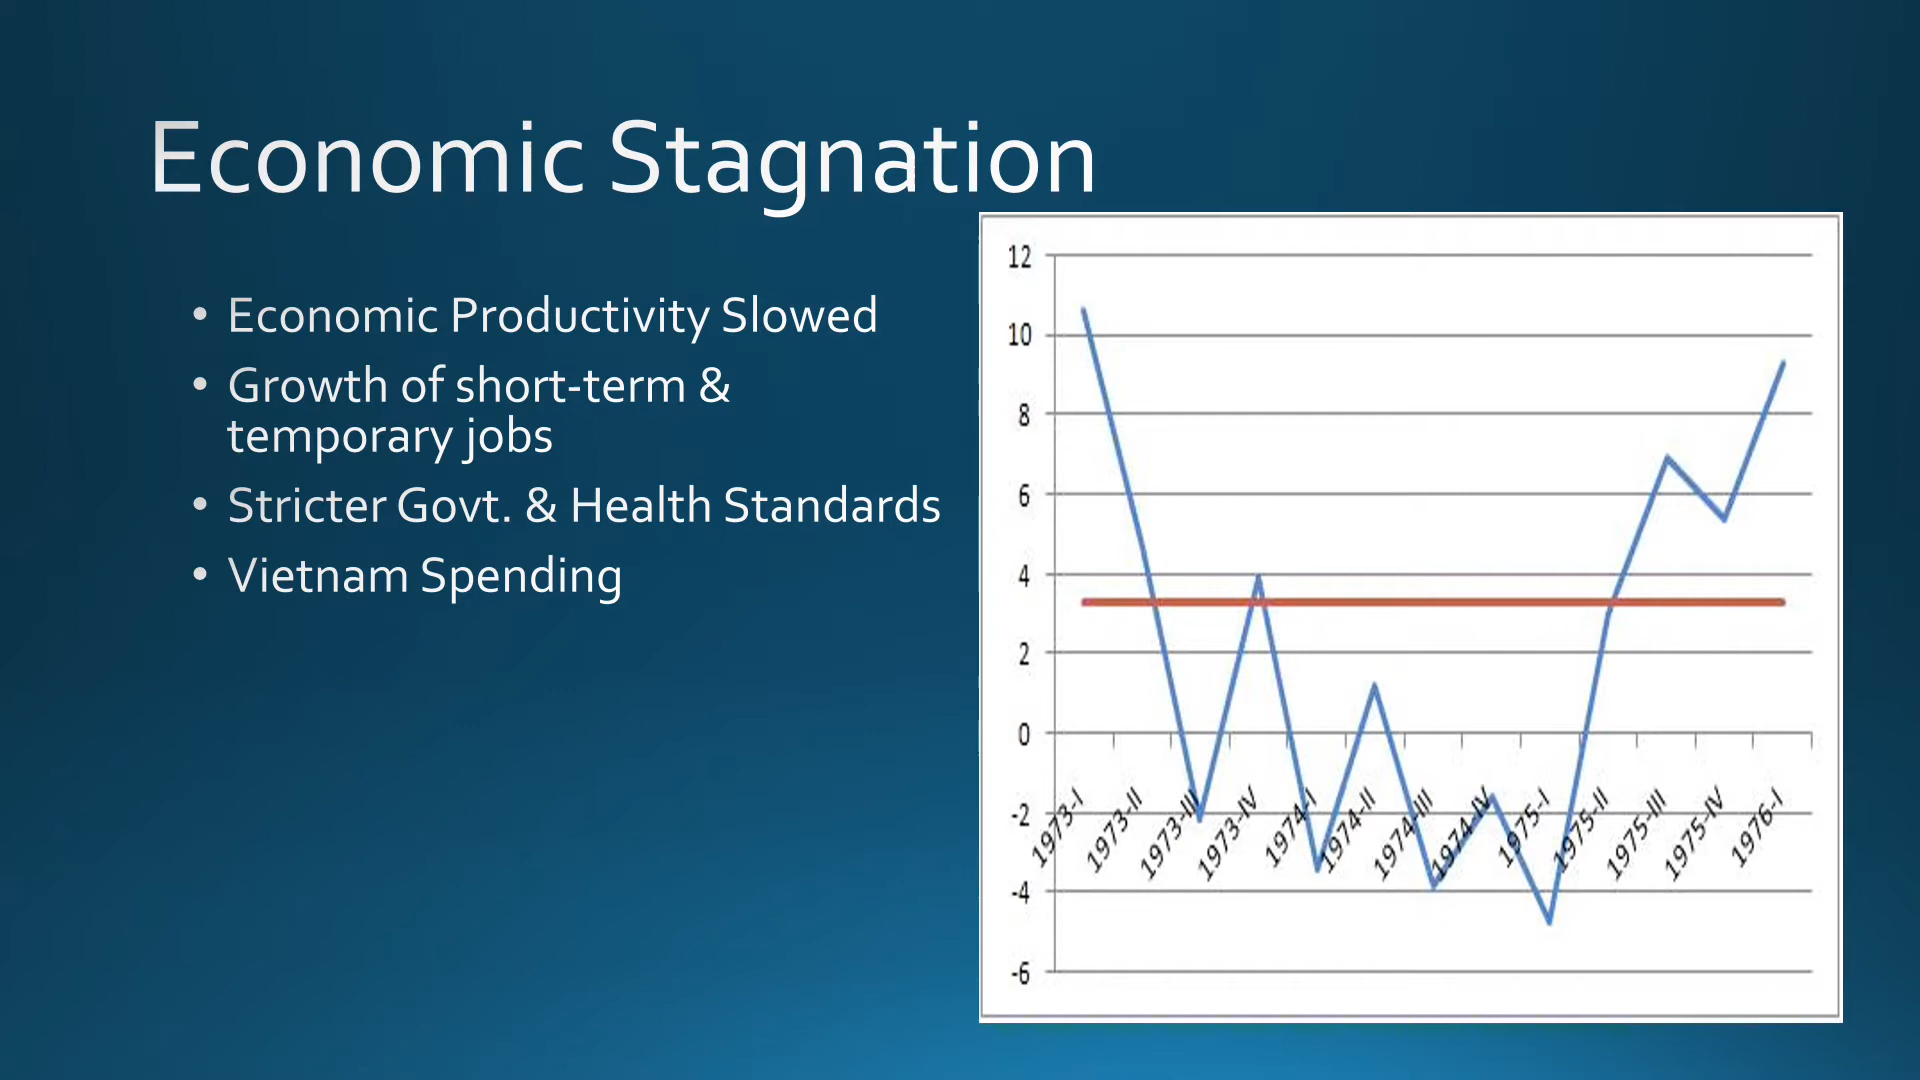 Economic Stagnation
• Economic Productivity Slowed
• Growth of short-term &
temporary jobs
• Stricter Govt. & Health Standards
• Vietnam Spending
12
10
8
6
4
2
0
-2
-4
-6
1973-I
1973-II
1973-III
1973-IV
1974-I
1974-II
1974-III
1974-IV
1975-I
1975-II
1975-III
1975-IV
1976-I